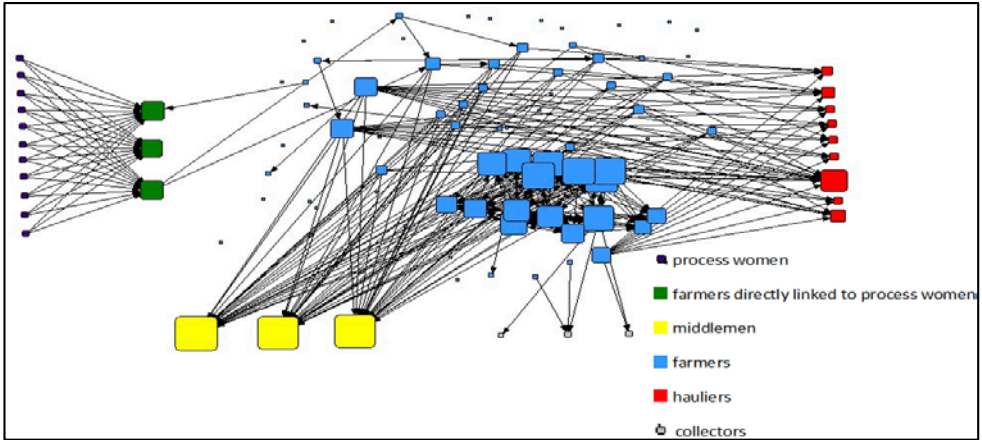 process women
farmers directly linked to process women
middlemen
farmers
hauliers
collectors